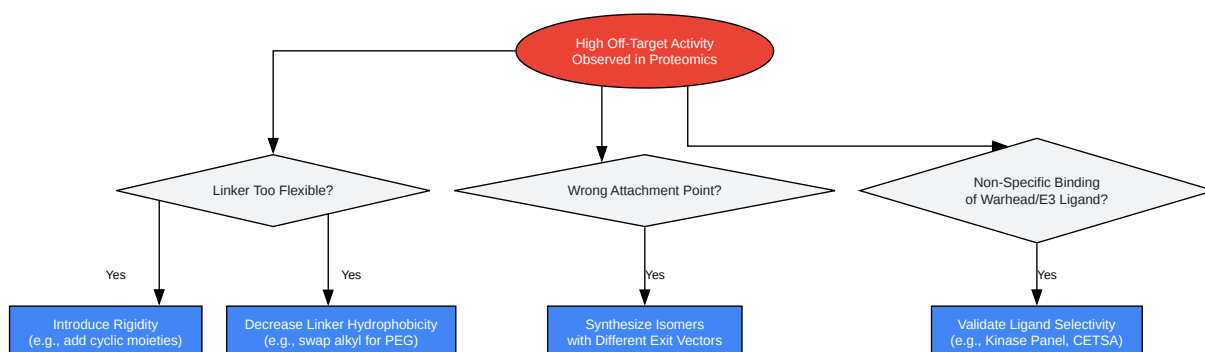 High Off-Target Activity
Observed in Proteomics
Linker Too Flexible?
Wrong Attachment Point?
Non-Specific Binding
of Warhead/E3 Ligand?
Yes
Yes
Yes
Yes
Introduce Rigidity
(e.g., add cyclic moieties)
Decrease Linker Hydrophobicity
(e.g., swap alkyl for PEG)
Synthesize Isomers
with Different Exit Vectors
Validate Ligand Selectivity
(e.g., Kinase Panel, CETSA)